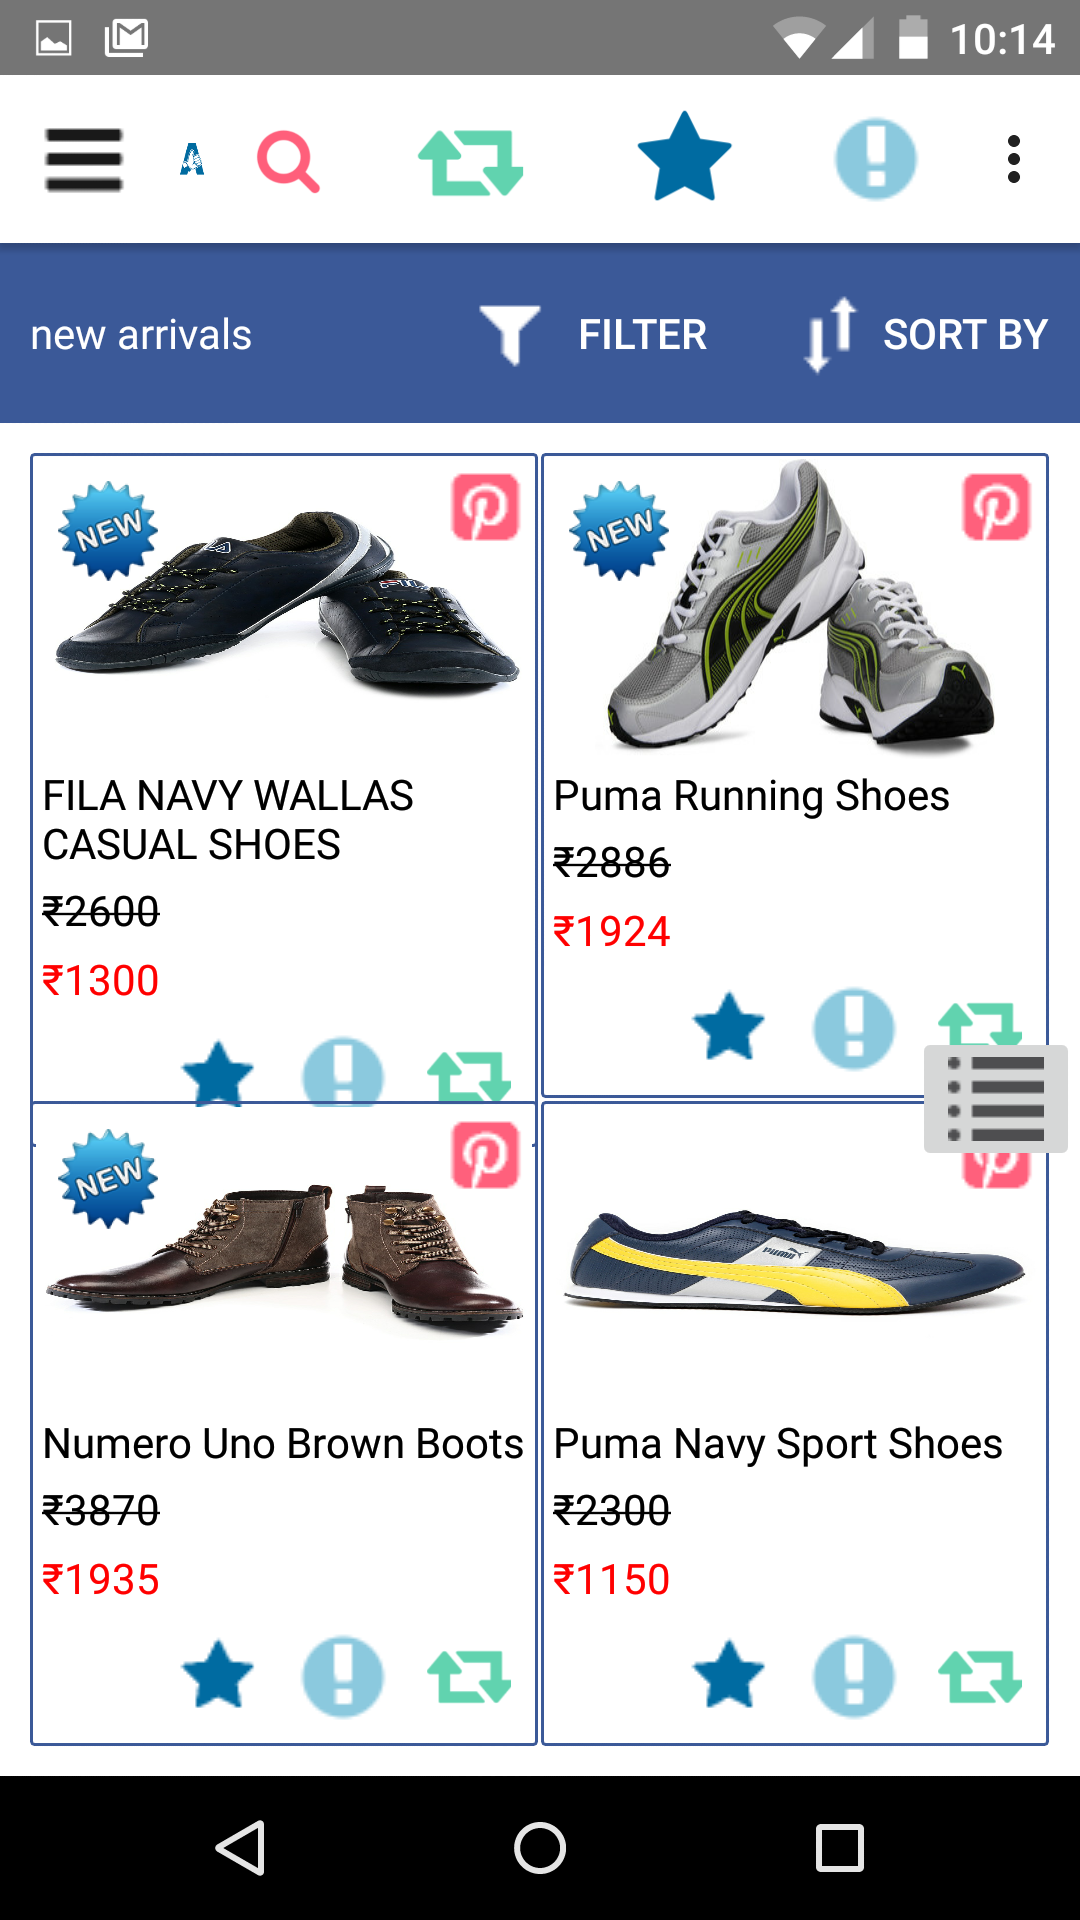 10:14
A
new arrivals
FILTER
SORT BY
NEW
NEW
FILA NAVY WALLAS
CASUAL SHOES
₹2600
₹1300
Puma Running Shoes
₹2886
₹1924
NEW
PUMA
Numero Uno Brown Boots
₹3870
₹1935
Puma Navy Sport Shoes
₹2300
₹1150